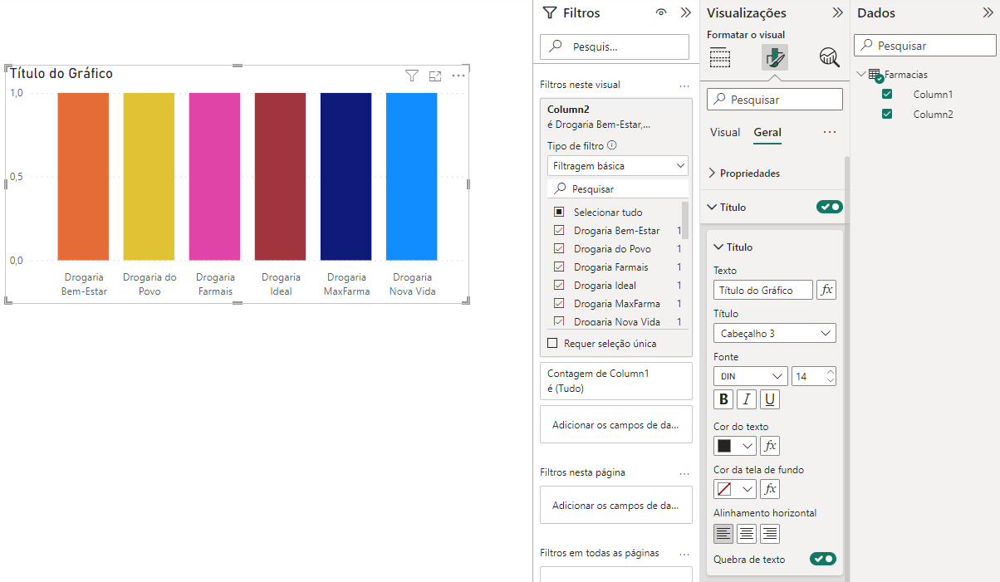 Título do Gráfico
1,0
0,5
0,0
Drogaria Bem-Estar
Drogaria do Povo
Drogaria Farmais
Drogaria Ideal
Drogaria MaxFarma
Drogaria Nova Vida
Filtros
Pesquis...
Filtros neste visual
Column2
é Drogaria Bem-Estar,...
Tipo de filtro
Filtragem básica
Pesquisar
Selecionar tudo
Drogaria Bem-Estar 1
Drogaria do Povo 1
Drogaria Farmais 1
Drogaria Ideal 1
Drogaria MaxFarma 1
Drogaria Nova Vida 1
Requer seleção única
Contagem de Column1
é (Tudo)
Adicionar os campos de da...
Filtros nesta página
Adicionar os campos de da...
Filtros em todas as páginas
Visualizações
Formatar o visual
Pesquisar
Visual Geral
Propriedades
Título
Título
Texto
Título do Gráfico
fx
Título
Cabeçalho 3
Fonte
DIN 14
B I U
Cor do texto
fx
Cor da tela de fundo
fx
Alinhamento horizontal
Quebra de texto
Dados
Pesquisar
Farmacias
Column1
Column2